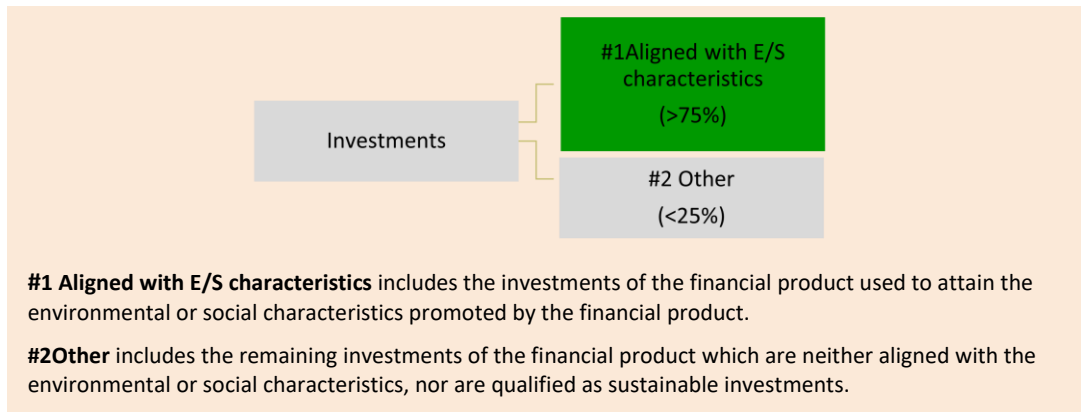 #1Aligned with E/S
characteristics
(>75%)
Investments
#2 Other
(<25%)
#1 Aligned with E/S characteristics includes the investments of the financial product used to attain the
environmental or social characteristics promoted by the financial product.
#2Other includes the remaining investments of the financial product which are neither aligned with the
environmental or social characteristics, nor are qualified as sustainable investments.